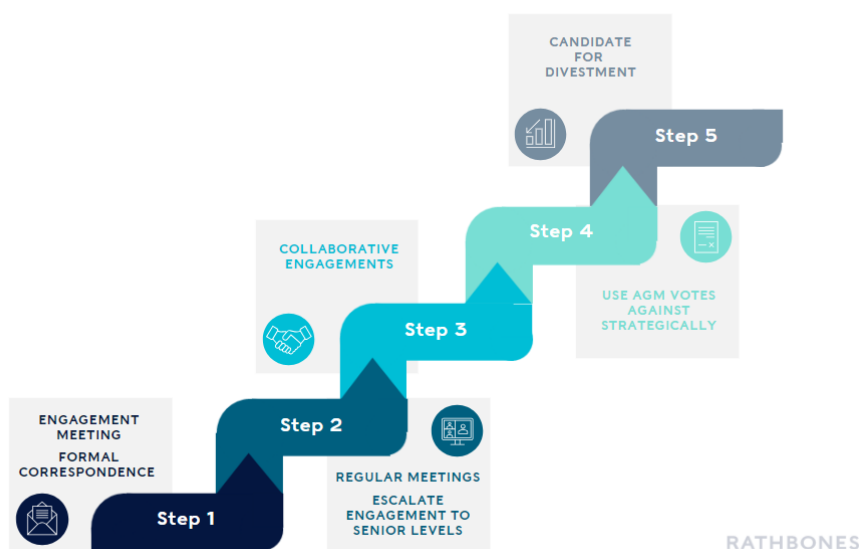 CANDIDATE
FOR
DIVESTMENT
Step 5
Step 4
USE AGM VOTES
AGAINST
STRATEGICALLY
COLLABORATIVE
ENGAGEMENTS
Step 3
Step 2
REGULAR MEETINGS
ESCALATE
ENGAGEMENT TO
SENIOR LEVELS
ENGAGEMENT
MEETING
FORMAL
CORRESPONDENCE
Step 1
RATHBONES